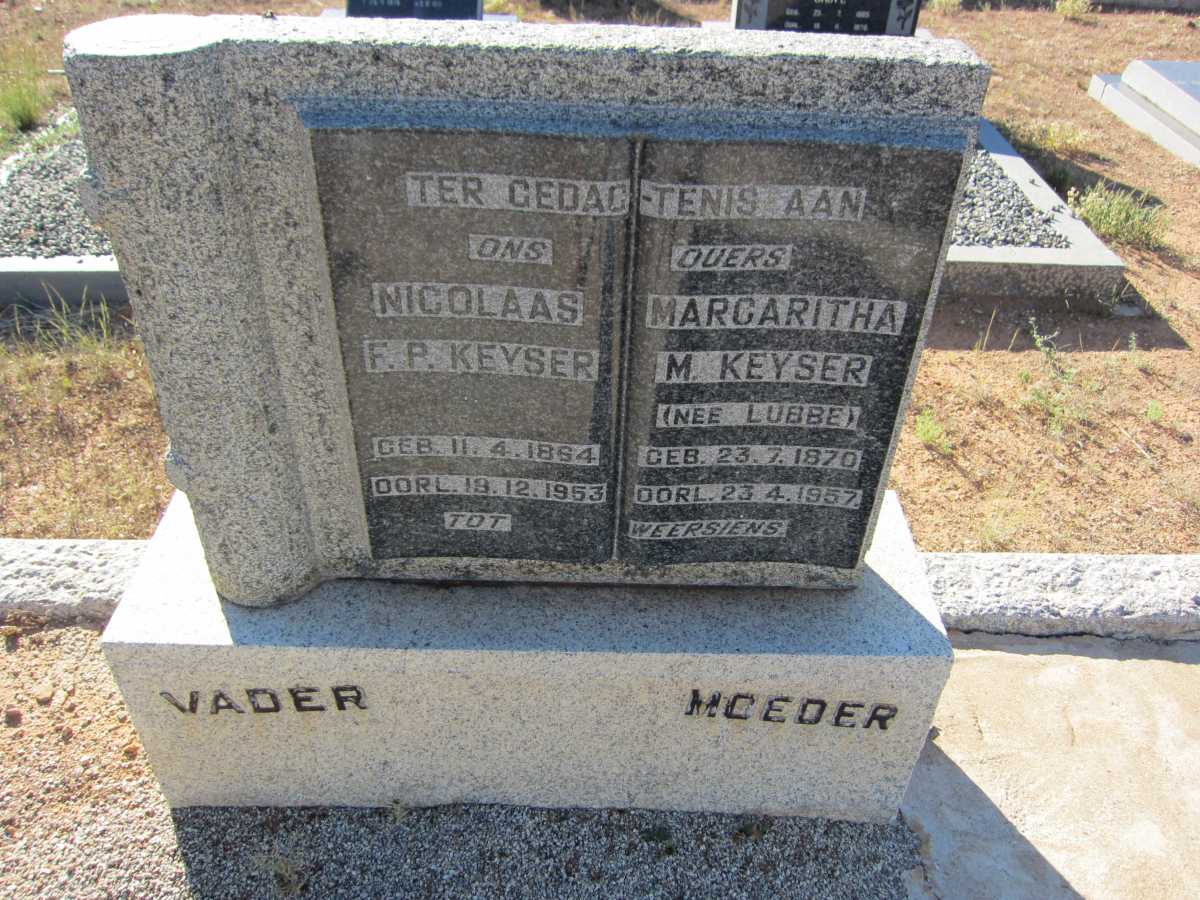 TER GEDAG-TENIS AAN
ONS OUERS
NICOLAAS
F. P. KEYSER
GEB. 11. 4. 1864
OORL. 19. 12. 1953
TOT
MARGARITHA
M. KEYSER
(NEE LUBBE)
GEB. 23. 7. 1870
OORL. 23. 4. 1957
WEERSIENS
VADER
MOEDER